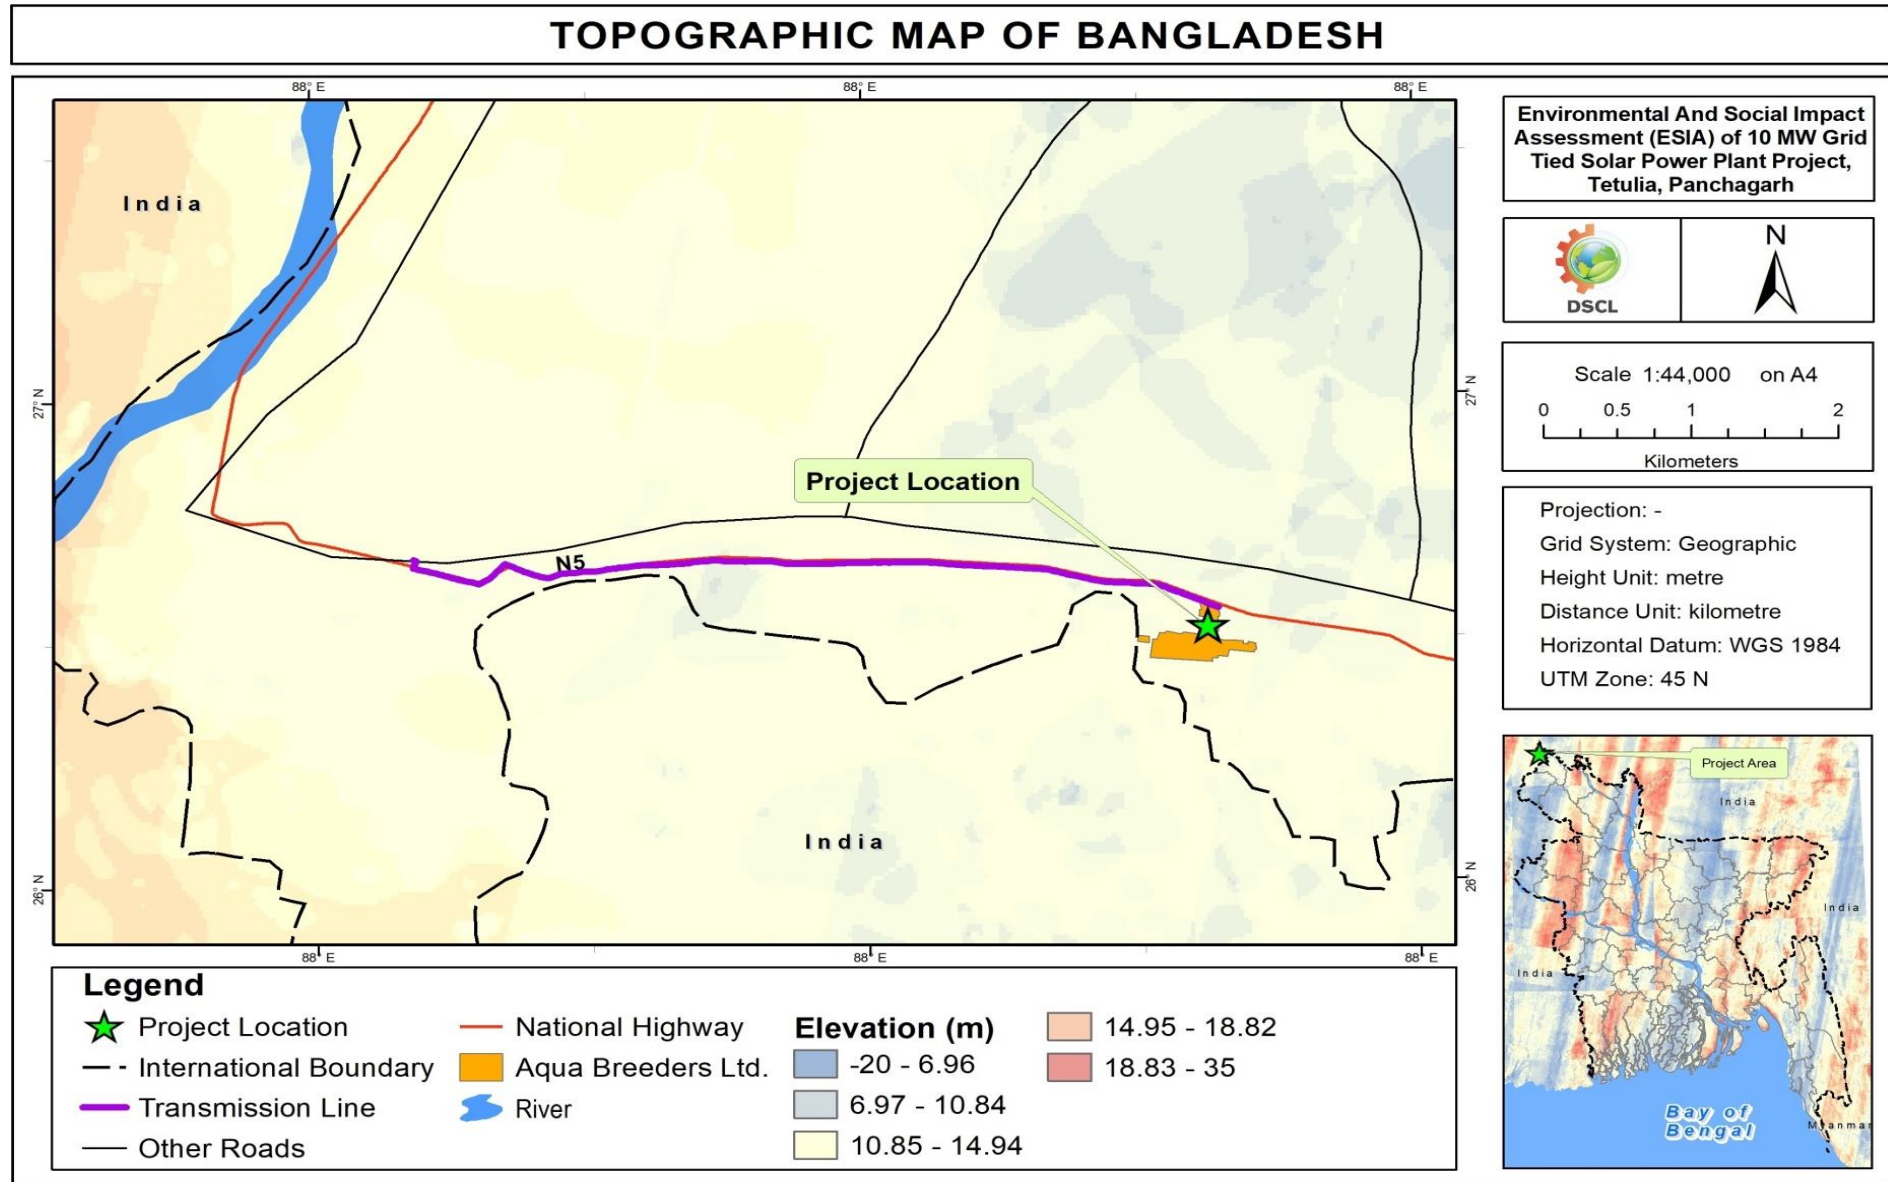 TOPOGRAPHIC MAP OF BANGLADESH
88° E
88° E
88° E
India
27° N
27° N
Project Location
N5
India
26° N
26° N
88° E
88° E
88° E
Environmental And Social Impact
Assessment (ESIA) of 10 MW Grid
Tied Solar Power Plant Project,
Tetulia, Panchagarh
DSCL
N
Scale 1:44,000 on A4
0 0.5 1 2
Kilometers
Projection: -
Grid System: Geographic
Height Unit: metre
Distance Unit: kilometre
Horizontal Datum: WGS 1984
UTM Zone: 45 N
Project Area
India
India
India
Bay of
Bengal
Myanmar
Legend
Project Location
International Boundary
Transmission Line
Other Roads
National Highway
Aqua Breeders Ltd.
River
Elevation (m)
-20 - 6.96
6.97 - 10.84
10.85 - 14.94
14.95 - 18.82
18.83 - 35